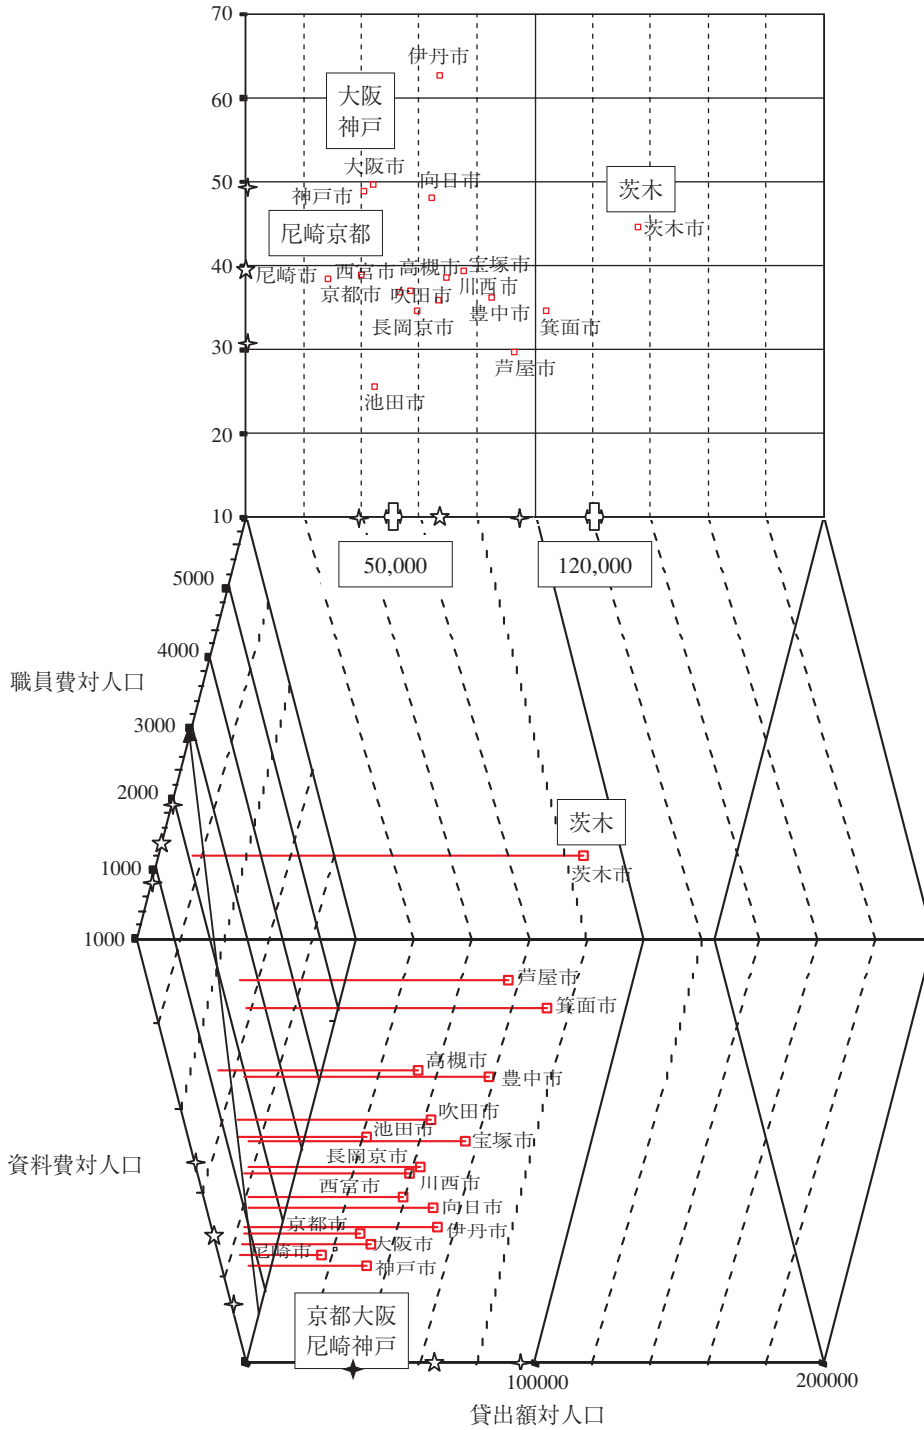 70
伊丹市
60
大阪
神戸
大阪市
50
神戸市
向日市
茨木
茨木市
尼崎京都
40
尼崎市
西宮市
高槻市
宝塚市
京都市
吹田市
川西市
豊中市
長岡京市
箕面市
30
芦屋市
池田市
20
10
50,000
120,000
5000
4000
職員費対人口
3000
2000
茨木
茨木市
1000
1000
芦屋市
箕面市
高槻市
豊中市
吹田市
池田市
宝塚市
長岡京市
資料費対人口
川西市
西宮市
向日市
京都市
伊丹市
大阪市
尼崎市
神戸市
京都大阪
尼崎神戸
100000
200000
貸出額対人口